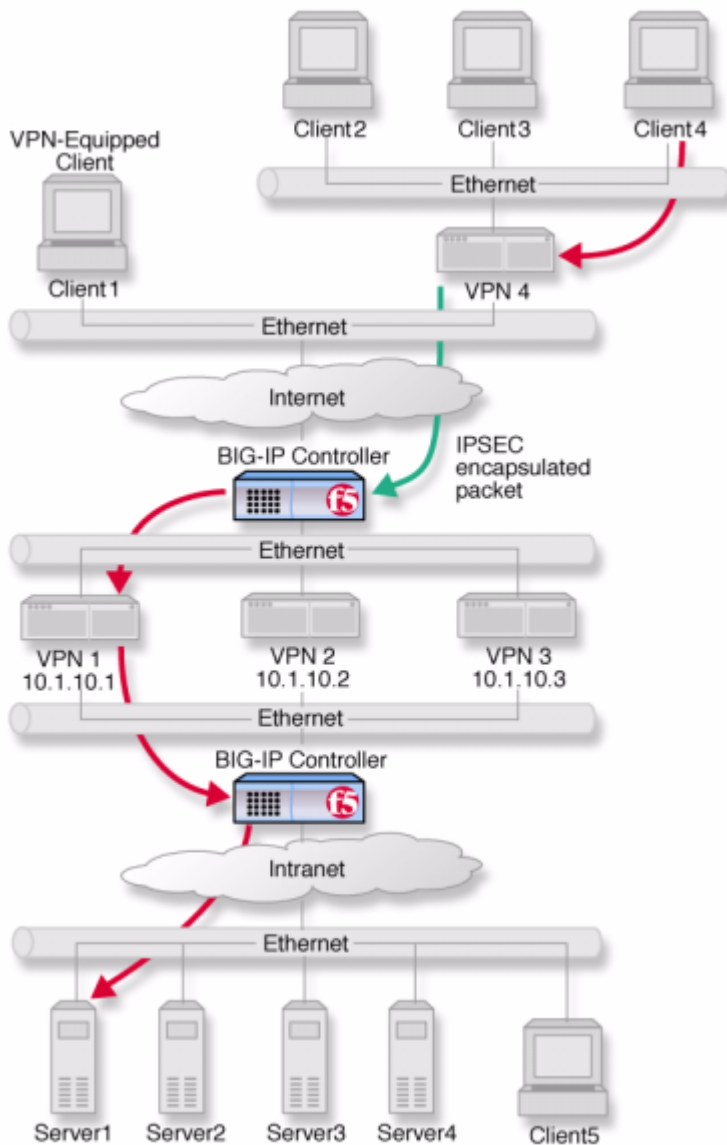 Client2
Client3
Client4
VPN-Equipped
Client
Ethernet
Client1
VPN 4
Ethernet
Internet
BIG-IP Controller
IPSEC
encapsulated
packet
f5
Ethernet
VPN 1
10.1.10.1
VPN 2
10.1.10.2
VPN 3
10.1.10.3
Ethernet
BIG-IP Controller
f5
Intranet
Ethernet
Server1
Server2
Server3
Server4
Client5